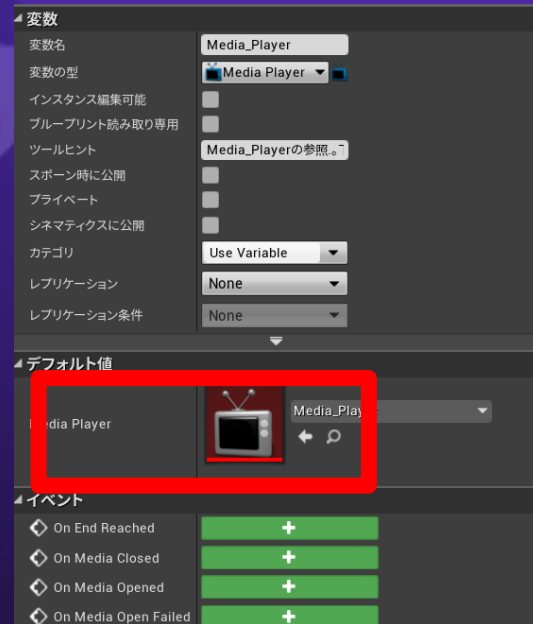 変数
変数名 Media_Player
変数の型 Media Player
インスタンス編集可能
ブループリント読み取り専用
ツールヒント Media_Playerの参照。
スポーン時に公開
プライベート
シネマティクスに公開
カテゴリ Use Variable
レプリケーション None
レプリケーション条件 None
デフォルト値
Media_Play
dia Player
イベント
On End Reached
On Media Closed
On Media Opened
On Media Open Failed